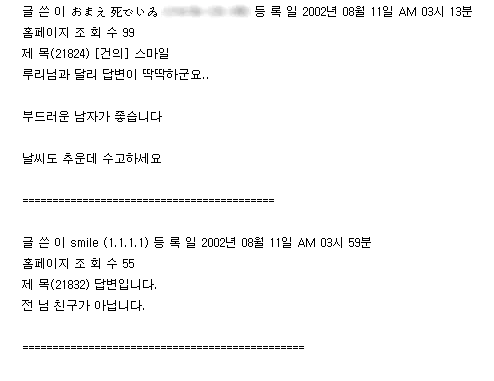 글 쓴 이 おまえ 死でいゐ 등 록 일 2002년 08월 11일 AM 03시 13분
홈페이지 조 회 수 99
제 목(21824) [건의] 스마일
루리님과 달리 답변이 딱딱하군요..
부드러운 남자가 좋습니다
날씨도 추운데 수고하세요
==========================================
글 쓴 이 smile (1.1.1.1) 등 록 일 2002년 08월 11일 AM 03시 59분
홈페이지 조 회 수 55
제 목(21832) 답변입니다.
전 님 친구가 아닙니다.
===============================================